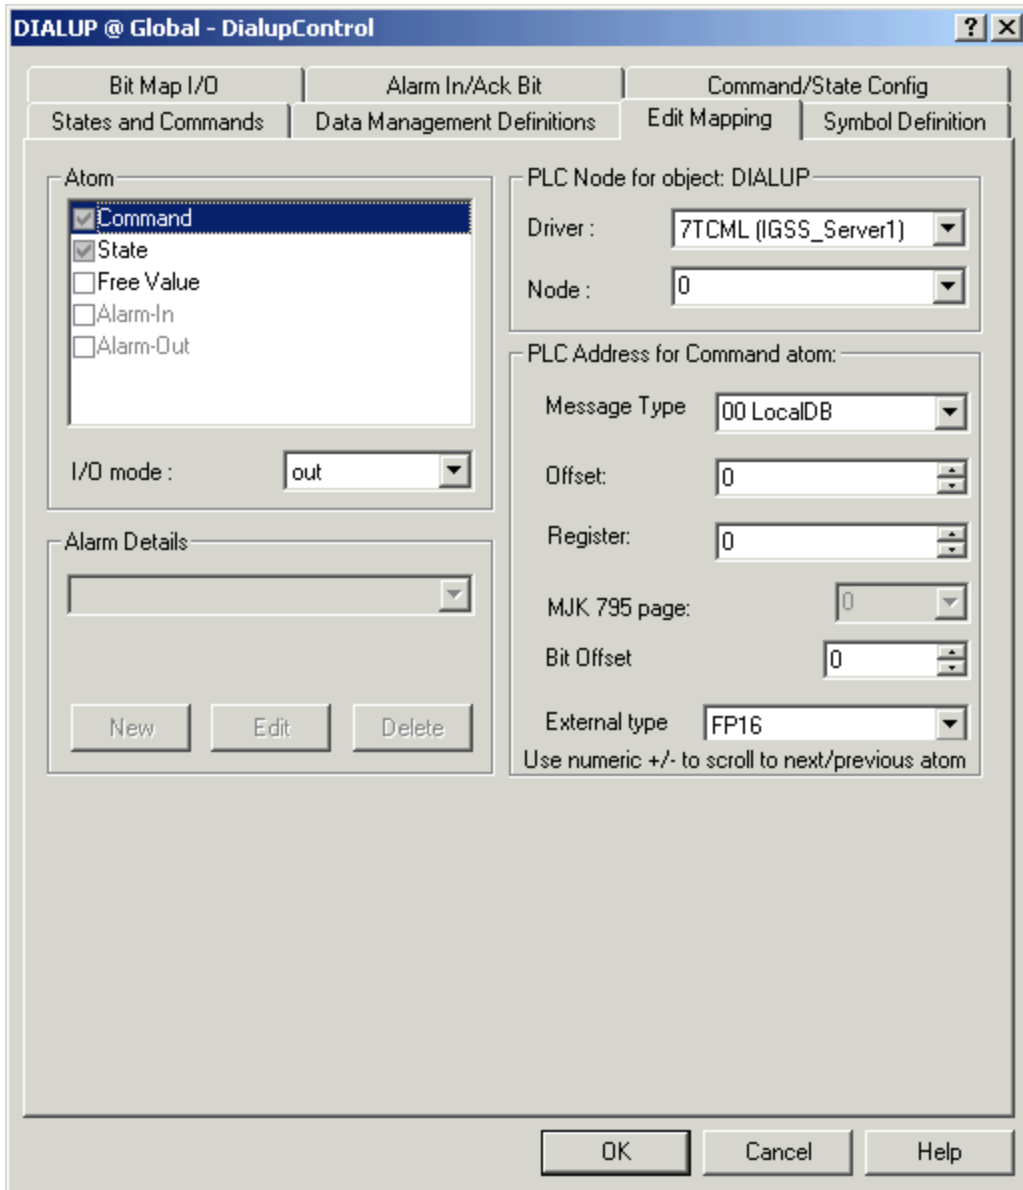 DIALUP @ Global - DialupControl
Bit Map I/O
Alarm In/Ack Bit
Command/State Config
States and Commands
Data Management Definitions
Edit Mapping
Symbol Definition
Atom
Command
State
Free Value
Alarm-In
Alarm-Out
I/O mode :
out
Alarm Details
New
Edit
Delete
PLC Node for object: DIALUP
Driver :
7TCML (IGSS_Server1)
Node :
0
PLC Address for Command atom:
Message Type
00 LocalDB
Offset:
0
Register:
0
MJK 795 page:
0
Bit Offset
0
External type
FP16
Use numeric +/- to scroll to next/previous atom
OK
Cancel
Help